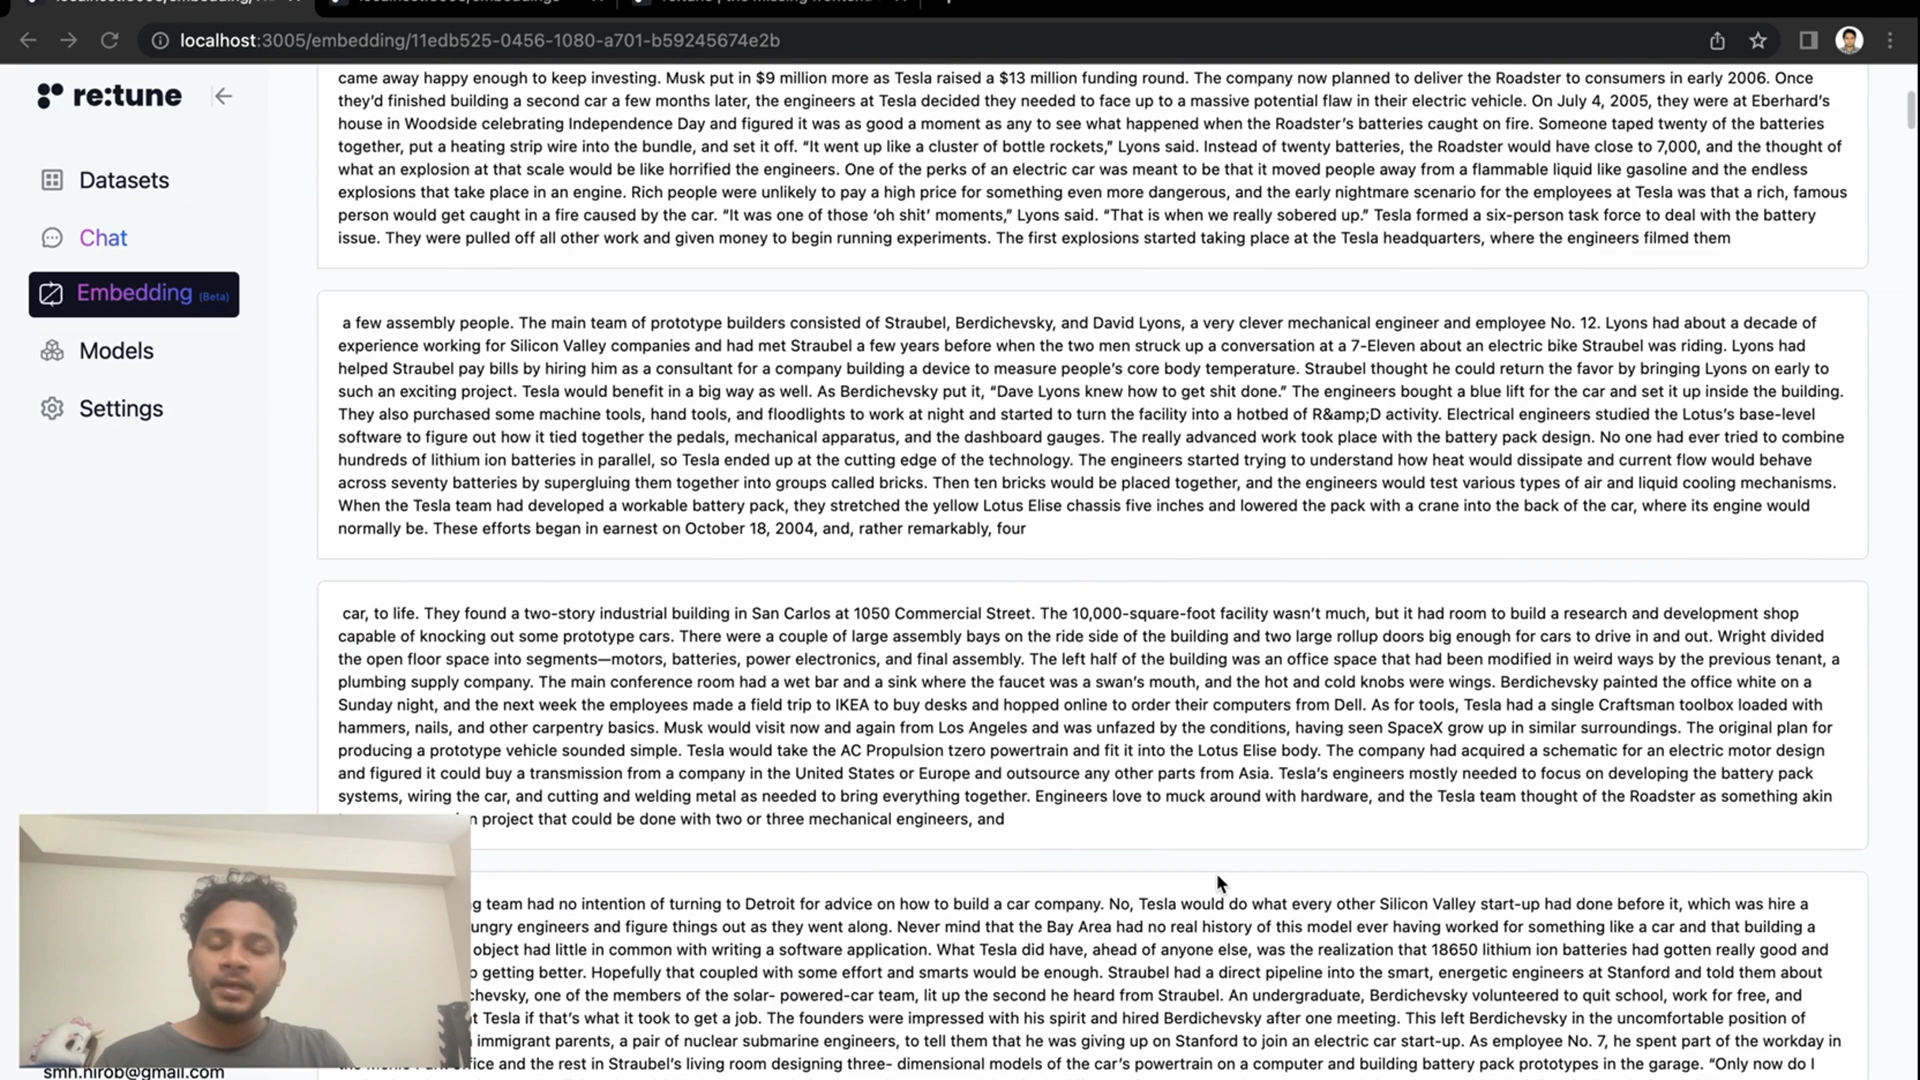 localhost:3005/embedding/11edb525-0456-1080-a701-b59245674e2b
re:tune
Datasets
Chat
Embedding (Beta)
Models
Settings
came away happy enough to keep investing. Musk put in $9 million more as Tesla raised a $13 million funding round. The company now planned to deliver the Roadster to consumers in early 2006. Once
they’d finished building a second car a few months later, the engineers at Tesla decided they needed to face up to a massive potential flaw in their electric vehicle. On July 4, 2005, they were at Eberhard’s
house in Woodside celebrating Independence Day and figured it was as good a moment as any to see what happened when the Roadster’s batteries caught on fire. Someone taped twenty of the batteries
together, put a heating strip wire into the bundle, and set it off. “It went up like a cluster of bottle rockets,” Lyons said. Instead of twenty batteries, the Roadster would have close to 7,000, and the thought of
what an explosion at that scale would be like horrified the engineers. One of the perks of an electric car was meant to be that it moved people away from a flammable liquid like gasoline and the endless
explosions that take place in an engine. Rich people were unlikely to pay a high price for something even more dangerous, and the early nightmare scenario for the employees at Tesla was that a rich, famous
person would get caught in a fire caused by the car. “It was one of those ‘oh shit’ moments,” Lyons said. “That is when we really sobered up.” Tesla formed a six-person task force to deal with the battery
issue. They were pulled off all other work and given money to begin running experiments. The first explosions started taking place at the Tesla headquarters, where the engineers filmed them
a few assembly people. The main team of prototype builders consisted of Straubel, Berdichevsky, and David Lyons, a very clever mechanical engineer and employee No. 12. Lyons had about a decade of
experience working for Silicon Valley companies and had met Straubel a few years before when the two men struck up a conversation at a 7-Eleven about an electric bike Straubel was riding. Lyons had
helped Straubel pay bills by hiring him as a consultant for a company building a device to measure people’s core body temperature. Straubel thought he could return the favor by bringing Lyons on early to
such an exciting project. Tesla would benefit in a big way as well. As Berdichevsky put it, “Dave Lyons knew how to get shit done.” The engineers bought a blue lift for the car and set it up inside the building.
They also purchased some machine tools, hand tools, and floodlights to work at night and started to turn the facility into a hotbed of R&amp;D activity. Electrical engineers studied the Lotus’s base-level
software to figure out how it tied together the pedals, mechanical apparatus, and the dashboard gauges. The really advanced work took place with the battery pack design. No one had ever tried to combine
hundreds of lithium ion batteries in parallel, so Tesla ended up at the cutting edge of the technology. The engineers started trying to understand how heat would dissipate and current flow would behave
across seventy batteries by supergluing them together into groups called bricks. Then ten bricks would be placed together, and the engineers would test various types of air and liquid cooling mechanisms.
When the Tesla team had developed a workable battery pack, they stretched the yellow Lotus Elise chassis five inches and lowered the pack with a crane into the back of the car, where its engine would
normally be. These efforts began in earnest on October 18, 2004, and, rather remarkably, four
car, to life. They found a two-story industrial building in San Carlos at 1050 Commercial Street. The 10,000-square-foot facility wasn’t much, but it had room to build a research and development shop
capable of knocking out some prototype cars. There were a couple of large assembly bays on the ride side of the building and two large rollup doors big enough for cars to drive in and out. Wright divided
the open floor space into segments—motors, batteries, power electronics, and final assembly. The left half of the building was an office space that had been modified in weird ways by the previous tenant, a
plumbing supply company. The main conference room had a wet bar and a sink where the faucet was a swan’s mouth, and the hot and cold knobs were wings. Berdichevsky painted the office white on a
Sunday night, and the next week the employees made a field trip to IKEA to buy desks and hopped online to order their computers from Dell. As for tools, Tesla had a single Craftsman toolbox loaded with
hammers, nails, and other carpentry basics. Musk would visit now and again from Los Angeles and was unfazed by the conditions, having seen SpaceX grow up in similar surroundings. The original plan for
producing a prototype vehicle sounded simple. Tesla would take the AC Propulsion tzero powertrain and fit it into the Lotus Elise body. The company had acquired a schematic for an electric motor design
and figured it could buy a transmission from a company in the United States or Europe and outsource any other parts from Asia. Tesla’s engineers mostly needed to focus on developing the battery pack
systems, wiring the car, and cutting and welding metal as needed to bring everything together. Engineers love to muck around with hardware, and the Tesla team thought of the Roadster as something akin
project that could be done with two or three mechanical engineers, and
team had no intention of turning to Detroit for advice on how to build a car company. No, Tesla would do what every other Silicon Valley start-up had done before it, which was hire a
ungry engineers and figure things out as they went along. Never mind that the Bay Area had no real history of this model ever having worked for something like a car and that building a
object had little in common with writing a software application. What Tesla did have, ahead of anyone else, was the realization that 18650 lithium ion batteries had gotten really good and
getting better. Hopefully that coupled with some effort and smarts would be enough. Straubel had a direct pipeline into the smart, energetic engineers at Stanford and told them about
chevsky, one of the members of the solar- powered-car team, lit up the second he heard from Straubel. An undergraduate, Berdichevsky volunteered to quit school, work for free, and
Tesla if that’s what it took to get a job. The founders were impressed with his spirit and hired Berdichevsky after one meeting. This left Berdichevsky in the uncomfortable position of
immigrant parents, a pair of nuclear submarine engineers, to tell them that he was giving up on Stanford to join an electric car start-up. As employee No. 7, he spent part of the workday in
and the rest in Straubel’s living room designing three- dimensional models of the car’s powertrain on a computer and building battery pack prototypes in the garage. “Only now do I
smh.nirob@gmail.com